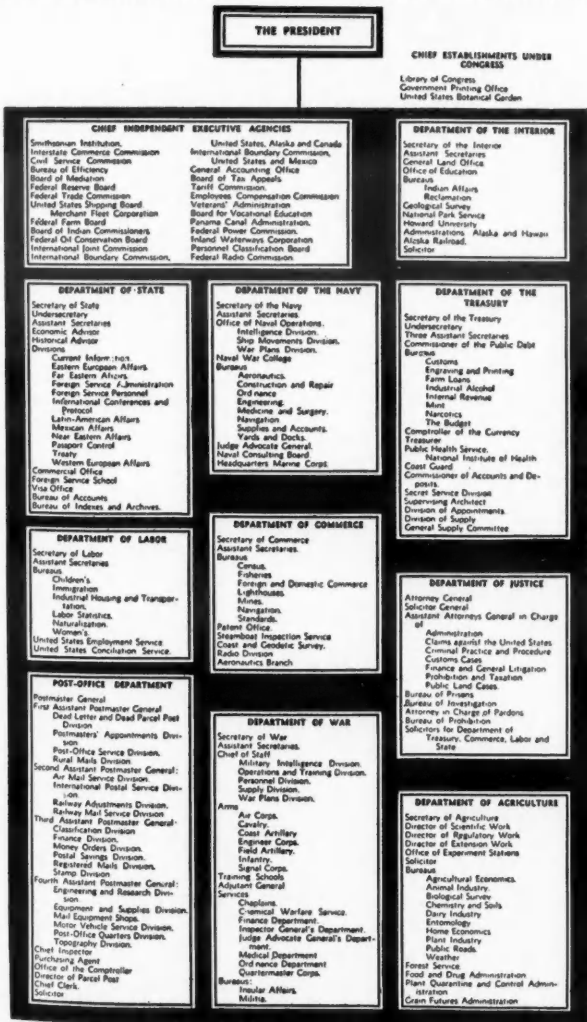 THE PRESIDENT
CHIEF ESTABLISHMENTS UNDER
CONGRESS
Library of Congress
Government Printing Office
United States Botanical Garden
CHIEF INDEPENDENT EXECUTIVE AGENCIES
Smithsonian Institution.
Interstate Commerce Commission
Civil Service Commission
Bureau of Efficiency
Board of Mediation
Federal Reserve Board
Federal Trade Commission
United States Shipping Board.
Merchant Fleet Corporation
Federal Farm Board
Board of Indian Commissioners
Federal Oil Conservation Board
International Joint Commission
International Boundary Commission,
United States, Alaska and Canada
International Boundary Commission,
United States and Mexico
General Accounting Office
Board of Tax Appeals
Tariff Commission.
Employees Compensation Commission
Veterans' Administration
Board for Vocational Education
Panama Canal Administration.
Federal Power Commission.
Inland Waterways Corporation
Personnel Classification Board
Federal Radio Commission.
DEPARTMENT OF THE INTERIOR
Secretary of the Interior
Assistant Secretaries
General Land Office.
Office of Education
Bureaus
Indian Affairs
Reclamation
Geological Survey
National Park Service
Howard University
Administrations Alaska and Hawaii
Alaska Railroad.
Solicitor
DEPARTMENT OF STATE
Secretary of State
Undersecretary
Assistant Secretaries
Economic Advisor
Historical Advisor
Divisions
Current Information
Eastern European Affairs
Far Eastern Affairs
Foreign Service Administration
Foreign Service Personnel
International Conferences and
Protocol
Latin-American Affairs
Mexican Affairs
Near Eastern Affairs
Passport Control
Treaty
Western European Affairs
Commercial Office
Foreign Service School
Visa Office
Bureau of Accounts
Bureau of Indexes and Archives.
DEPARTMENT OF THE NAVY
Secretary of the Navy
Assistant Secretaries
Office of Naval Operations.
Intelligence Division.
Ship Movements Division.
War Plans Division.
Naval War College
Bureaus
Aeronautics.
Construction and Repair
Ordnance
Engineering.
Medicine and Surgery.
Navigation
Supplies and Accounts.
Yards and Docks.
Judge Advocate General.
Naval Consulting Board.
Headquarters Marine Corps.
DEPARTMENT OF THE
TREASURY
Secretary of the Treasury
Undersecretary
Three Assistant Secretaries
Commissioner of the Public Debt
Bureaus
Customs
Engraving and Printing
Farm Loans
Industrial Alcohol
Internal Revenue
Mint
Narcotics
The Budget
Comptroller of the Currency
Treasurer
Public Health Service.
National Institute of Health
Coast Guard
Commissioner of Accounts and De-
posits.
Secret Service Division
Supervising Architect
Division of Appointments.
Division of Supply
General Supply Committee
DEPARTMENT OF LABOR
Secretary of Labor
Assistant Secretaries
Bureaus
Children's
Immigration
Industrial Housing and Transpor-
tation.
Labor Statistics.
Naturalization.
Women's
United States Employment Service
United States Conciliation Service.
DEPARTMENT OF COMMERCE
Secretary of Commerce
Assistant Secretaries.
Bureaus
Census.
Fisheries
Foreign and Domestic Commerce
Lighthouses.
Mines.
Navigation.
Standards.
Patent Office.
Steamboat Inspection Service
Coast and Geodetic Survey.
Radio Division
Aeronautics Branch
DEPARTMENT OF JUSTICE
Attorney General
Solicitor General
Assistant Attorneys General in Charge
of
Administration
Claims against the United States
Criminal Practice and Procedure
Customs Cases
Finance and General Litigation
Prohibition and Taxation
Public Land Cases.
Bureau of Prisons
Bureau of Investigation
Attorney in Charge of Pardons
Bureau of Prohibition
Solicitors for Department of
Treasury, Commerce, Labor and
State
POST-OFFICE DEPARTMENT
Postmaster General
First Assistant Postmaster General
Dead Letter and Dead Parcel Post
Division
Postmasters' Appointments Divi-
sion
Post-Office Service Division.
Rural Mails Division.
Second Assistant Postmaster General:
Air Mail Service Division.
International Postal Service Divi-
sion.
Railway Adjustments Division.
Railway Mail Service Division
Third Assistant Postmaster General-
Classification Division
Finance Division.
Money Orders Division.
Postal Savings Division.
Registered Mails Division.
Stamp Division
Fourth Assistant Postmaster General:
Engineering and Research Divi-
sion.
Equipment and Supplies Division.
Mail Equipment Shops.
Motor Vehicle Service Division.
Post-Office Quarters Division.
Topography Division.
Chief Inspector
Purchasing Agent
Office of the Comptroller
Director of Parcel Post
Chief Clerk.
Solicitor
DEPARTMENT OF WAR
Secretary of War
Assistant Secretaries.
Chief of Staff
Military Intelligence Division.
Operations and Training Division.
Personnel Division.
Supply Division.
War Plans Division.
Arms
Air Corps.
Cavalry.
Coast Artillery
Engineer Corps.
Field Artillery.
Infantry.
Signal Corps.
Training Schools
Adjutant General
Services
Chaplains.
Chemical Warfare Service.
Finance Department.
Inspector General's Department.
Judge Advocate General's Depart-
ment.
Medical Department
Ordnance Department
Quartermaster Corps.
Bureaus:
Insular Affairs.
Militia.
DEPARTMENT OF AGRICULTURE
Secretary of Agriculture
Director of Scientific Work
Director of Regulatory Work
Director of Extension Work
Office of Experiment Stations
Solicitor
Bureaus
Agricultural Economics.
Animal Industry.
Biological Survey
Chemistry and Soils
Dairy Industry
Entomology
Home Economics
Plant Industry
Public Roads.
Weather
Forest Service.
Food and Drug Administration
Plant Quarantine and Control Admin-
istration
Grain Futures Administration